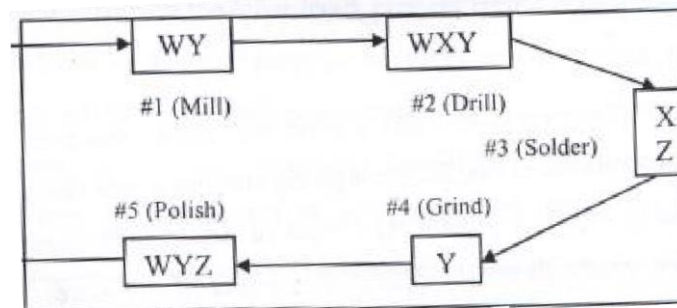 WY
WXY
#1 (Mill)
#2 (Drill)
X
#3 (Solder)
Z
#5 (Polish)
#4 (Grind)
WYZ
Y